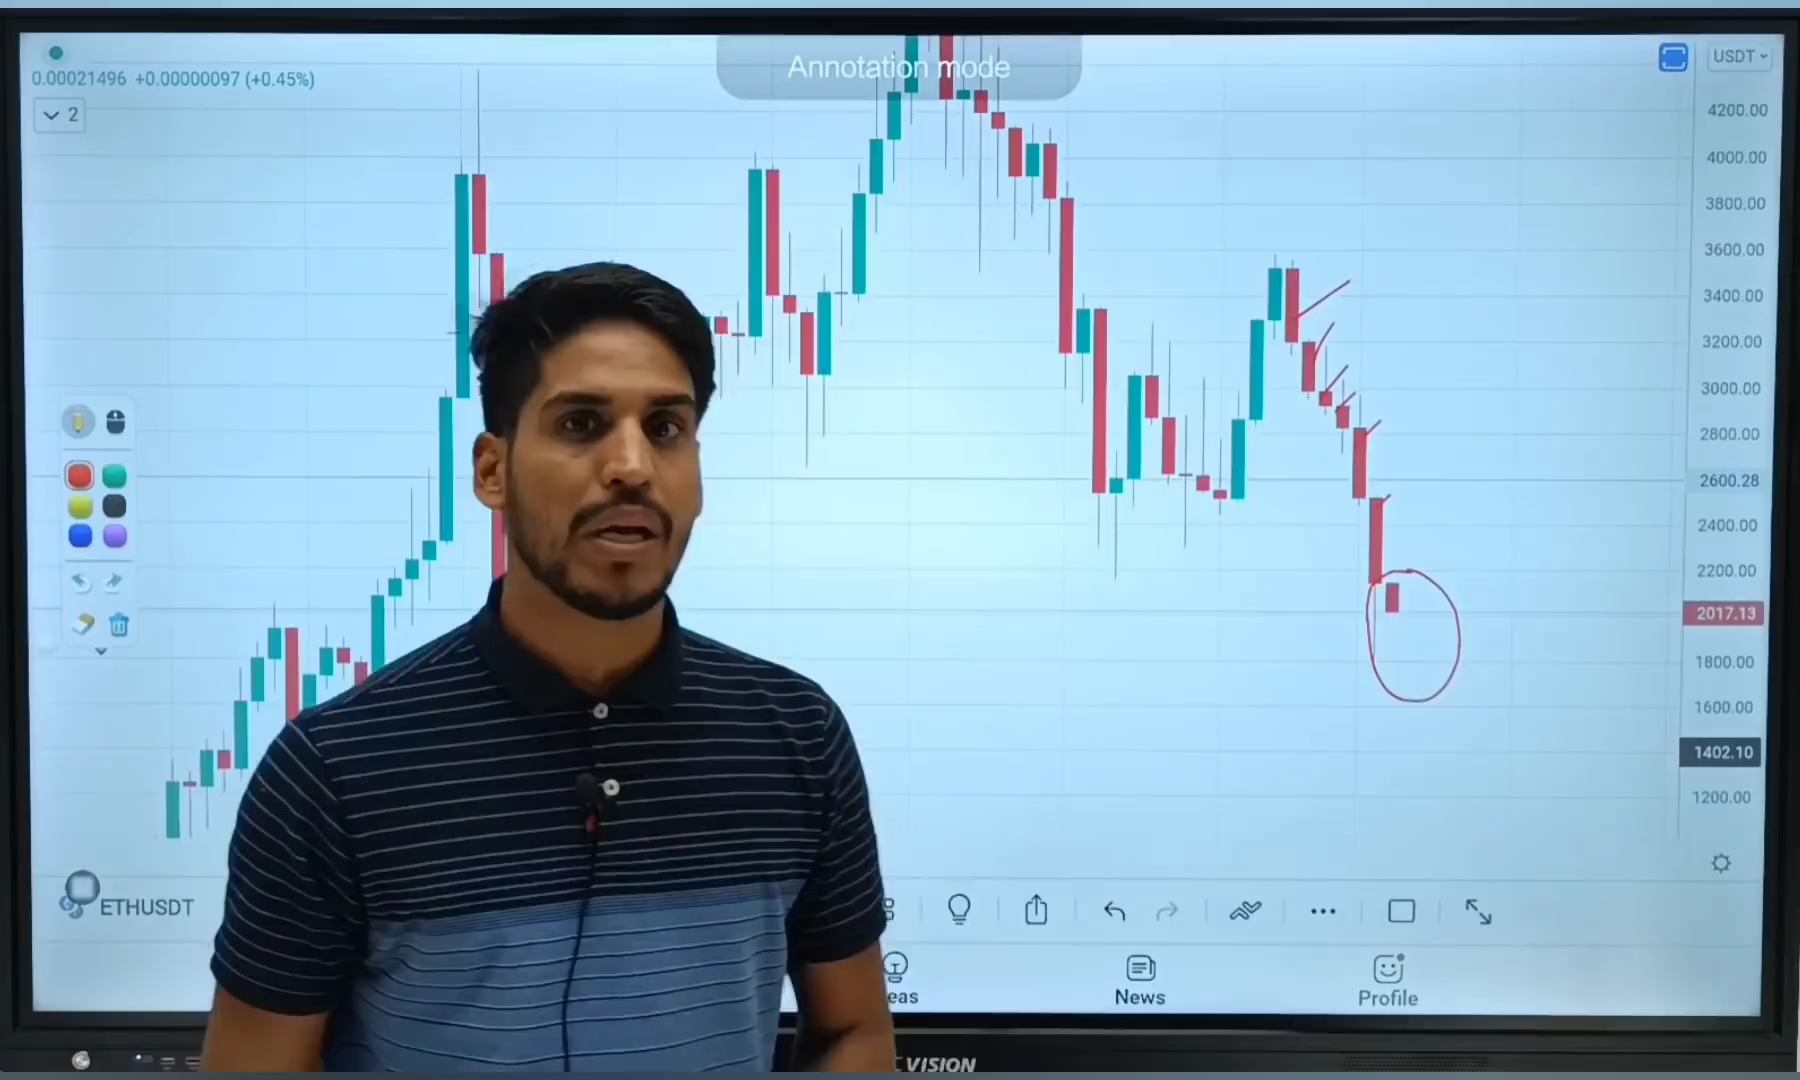 Annotation mode
0.00021496 +0.00000097 (+0.45%)
2
USDT
4200.00
4000.00
3800.00
3600.00
3400.00
3200.00
3000.00
2800.00
2600.28
2400.00
2200.00
2017.13
1800.00
1600.00
1402.10
1200.00
ETHUSDT
eas
News
Profile
VISION